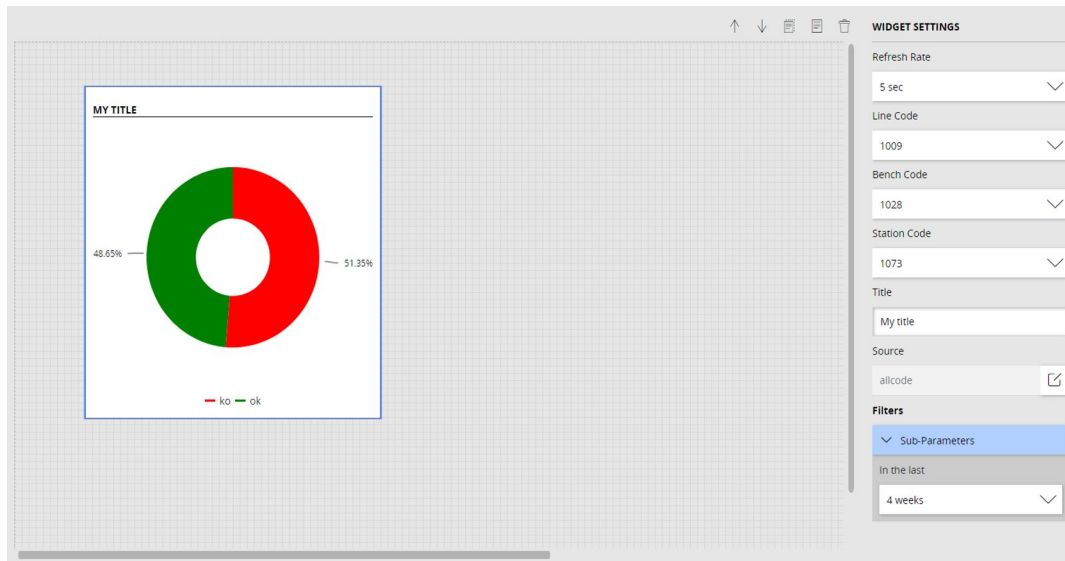 WIDGET SETTINGS
Refresh Rate
5 sec
Line Code
1009
Bench Code
1028
Station Code
1073
Title
My title
Source
allcode
Filters
Sub-Parameters
In the last
4 weeks
MY TITLE
48.65%
51.35%
ko ok